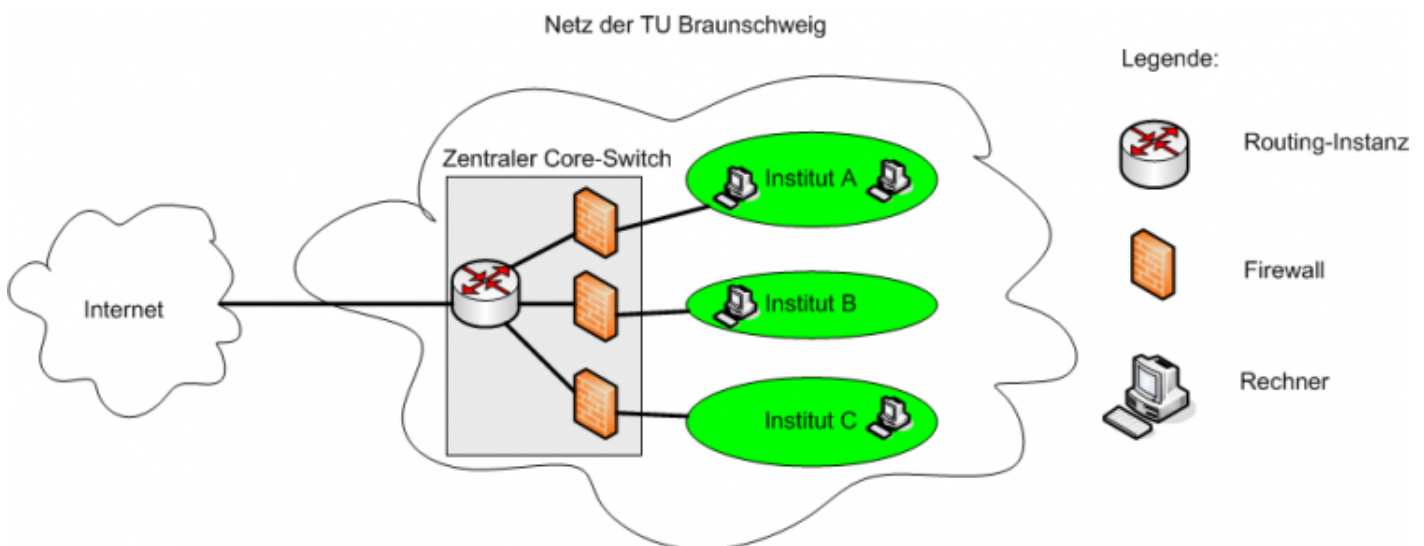 Netz der TU Braunschweig
Legende:
Zentraler Core-Switch
Institut A
Routing-Instanz
Internet
Institut B
Firewall
Institut C
Rechner